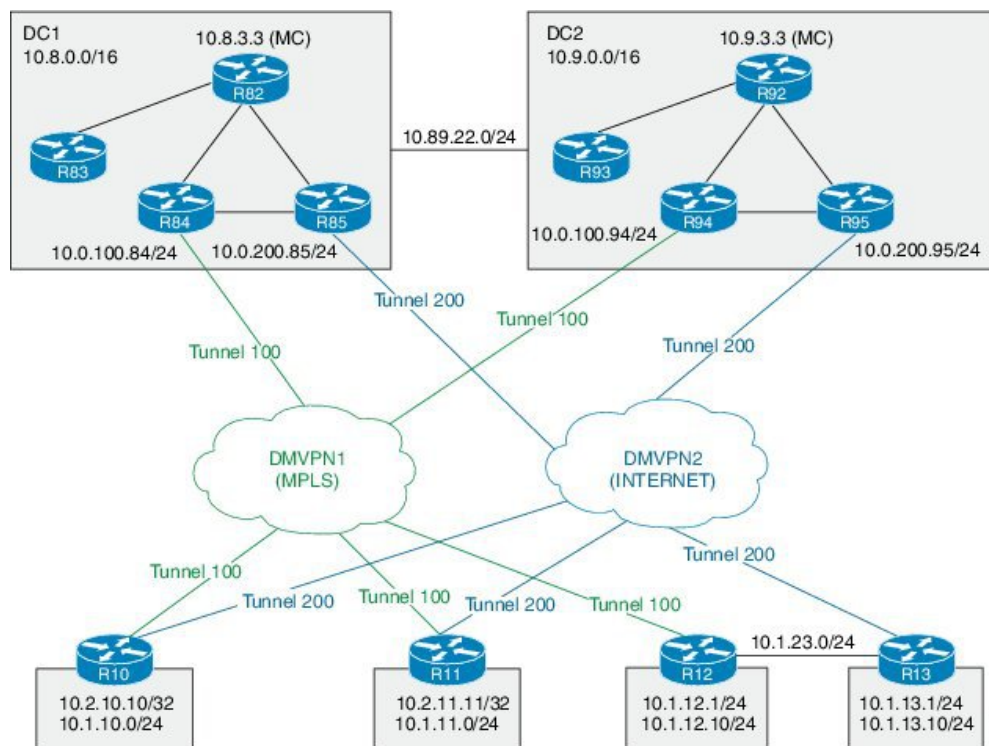 DC1
10.8.0.0/16
10.8.3.3 (MC)
R82
R83
R84
R85
10.0.100.84/24
10.0.200.85/24
10.89.22.0/24
DC2
10.9.0.0/16
10.9.3.3 (MC)
R92
R93
R94
R95
10.0.100.94/24
10.0.200.95/24
Tunnel 200
Tunnel 100
Tunnel 100
Tunnel 200
DMVPN1
(MPLS)
DMVPN2
(INTERNET)
Tunnel 100
Tunnel 200
Tunnel 100
Tunnel 200
Tunnel 100
Tunnel 200
R10
R11
R12
10.1.23.0/24
R13
10.2.10.10/32
10.1.10.0/24
10.2.11.11/32
10.1.11.0/24
10.1.12.1/24
10.1.12.10/24
10.1.13.1/24
10.1.13.10/24